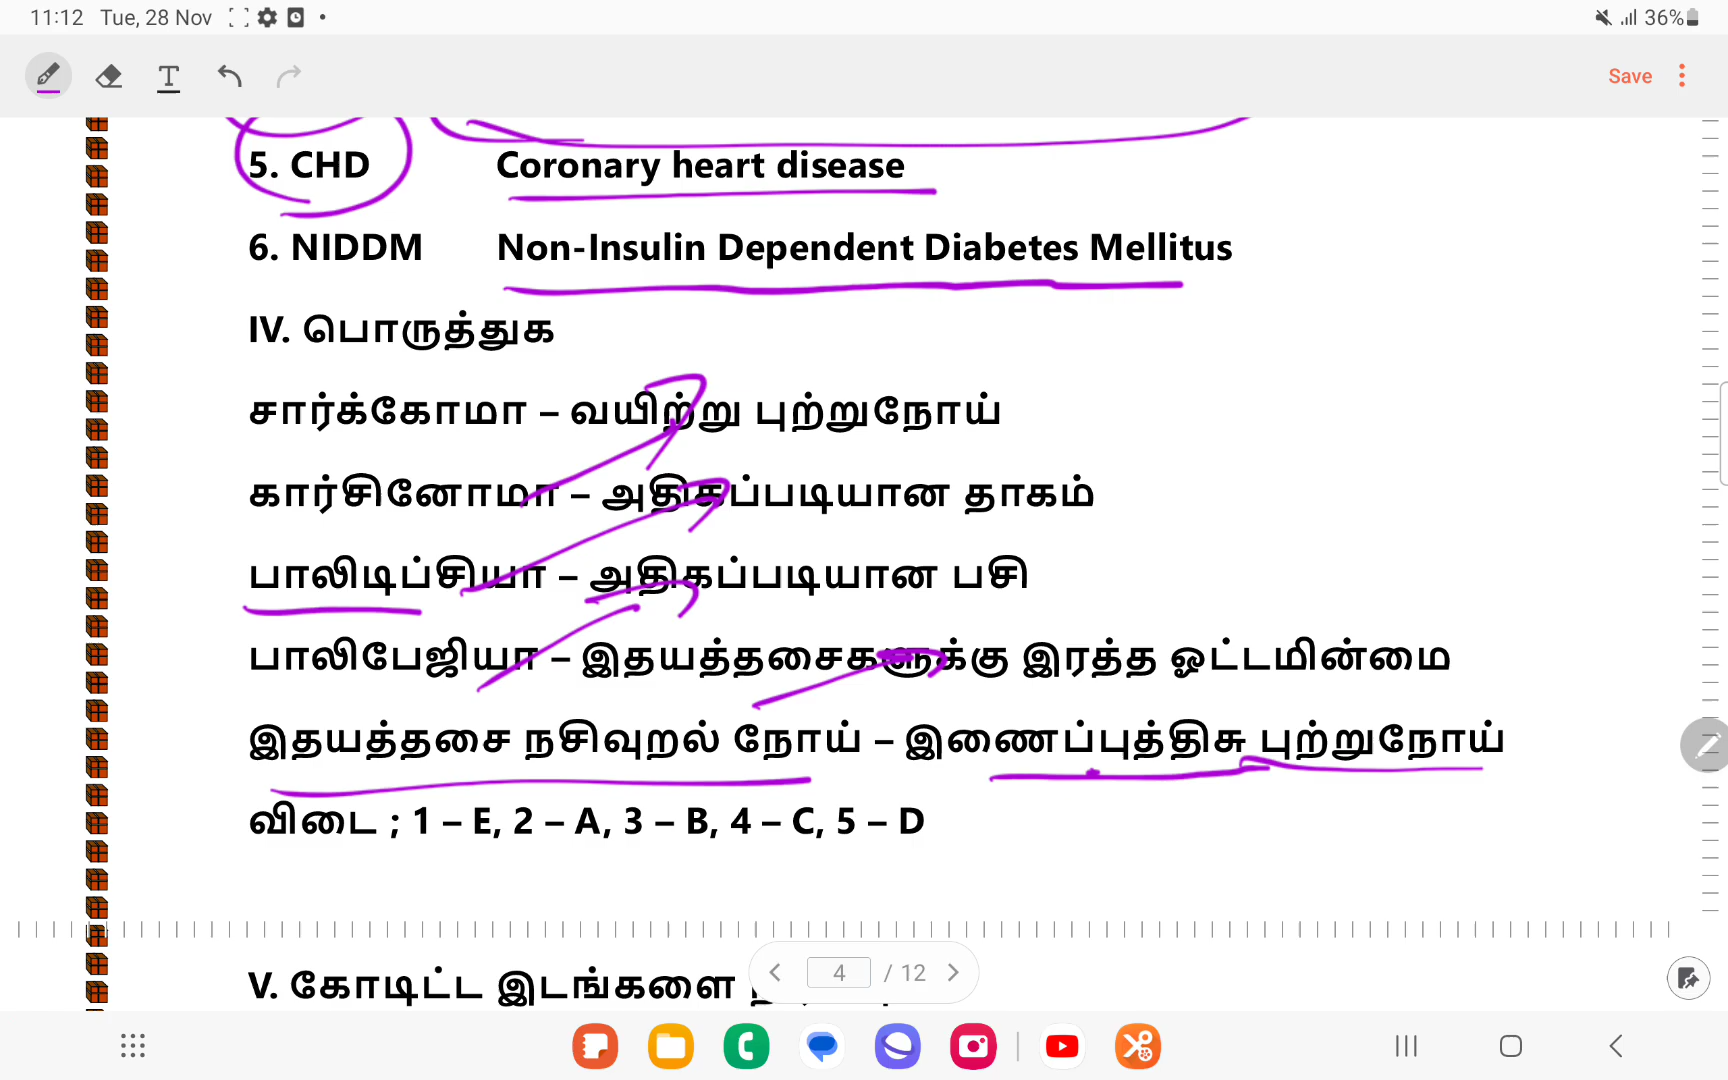 11:12 Tue, 28 Nov 36%
T Save
5. CHD Coronary heart disease
6. NIDDM Non-Insulin Dependent Diabetes Mellitus
IV. பொருத்துக
சார்க்கோமா – வயிற்று புற்றுநோய்
கார்சினோமா – அதிகப்படியான தாகம்
பாலிடிப்சியா – அதிகப்படியான பசி
பாலிபேஜியா – இதயத்தசைகளுக்கு இரத்த ஓட்டமின்மை
இதயத்தசை நசிவுறல் நோய் – இணைப்புத்திசு புற்றுநோய்
விடை ; 1 – E, 2 – A, 3 – B, 4 – C, 5 – D
V. கோடிட்ட இடங்களை
4 / 12